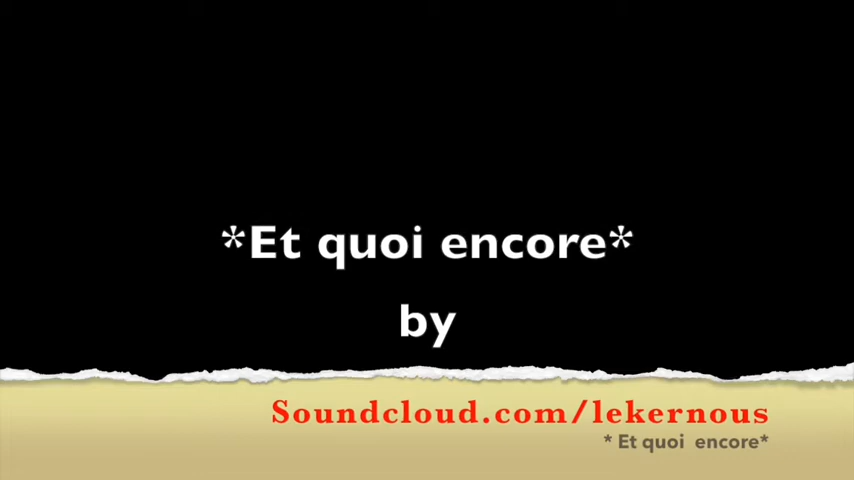 *Et quoi encore*
by
Soundcloud.com/lekernous
* Et quoi encore*